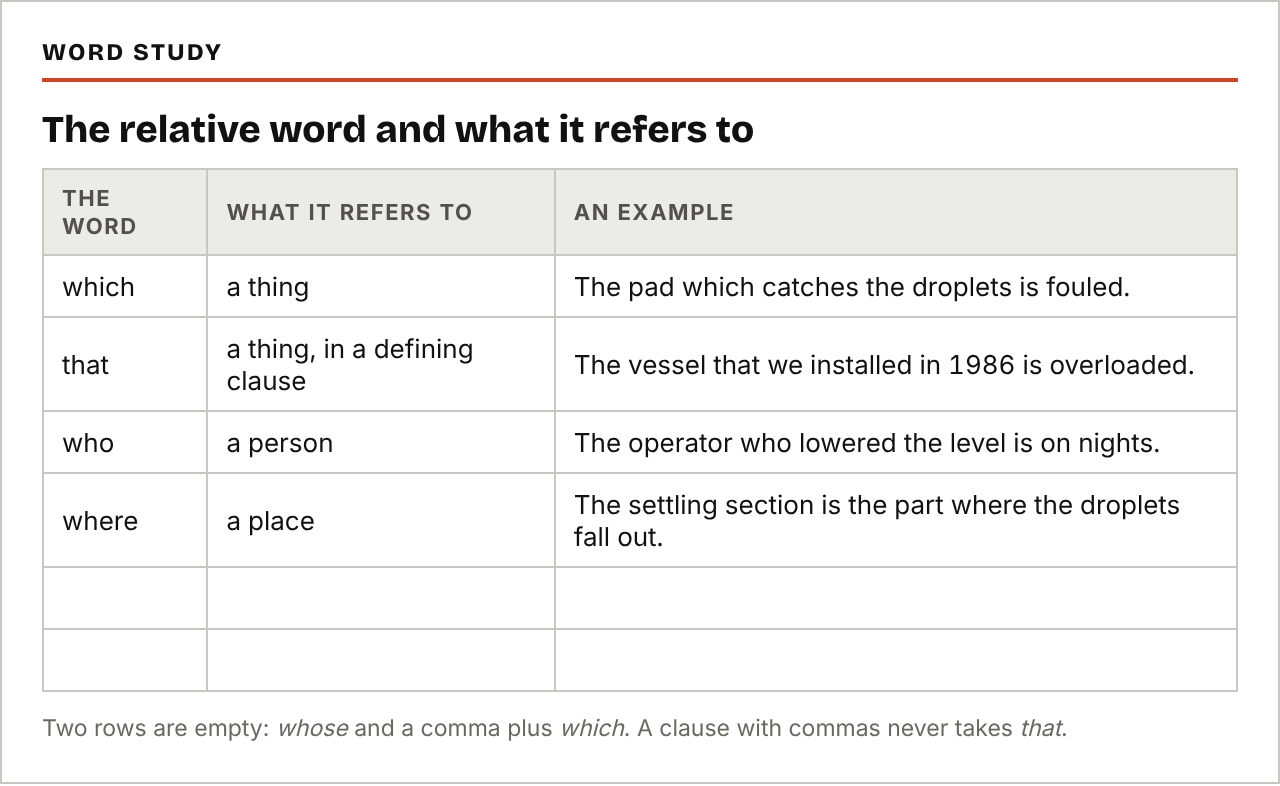 WORD STUDY
The relative word and what it refers to
THE
WORD
WHAT IT REFERS TO
AN EXAMPLE
which
a thing
The pad which catches the droplets is fouled.
that
a thing, in a defining
clause
The vessel that we installed in 1986 is overloaded.
who
a person
The operator who lowered the level is on nights.
where
a place
The settling section is the part where the droplets
fall out.
Two rows are empty: whose and a comma plus which. A clause with commas never takes that.